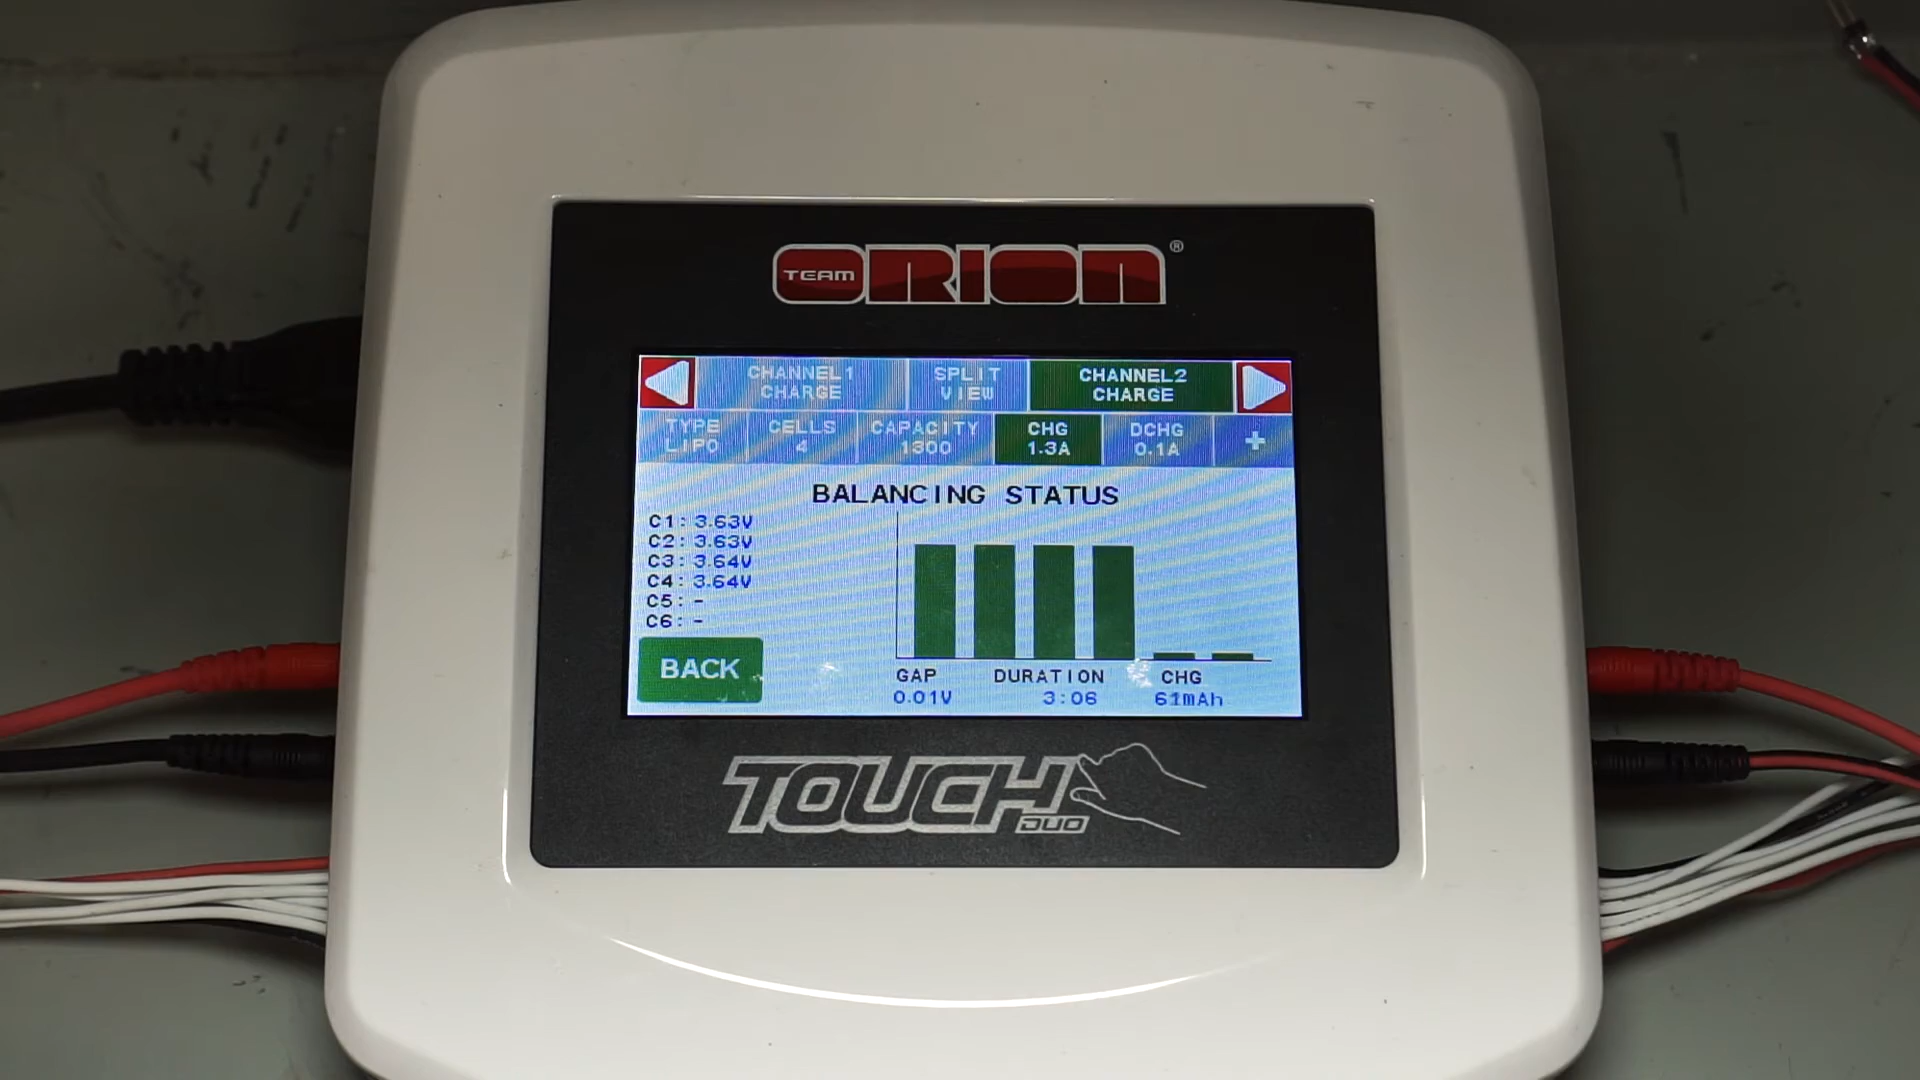 TEAM ORION®
CHANNEL1
CHARGE
SPLIT
VIEW
CHANNEL2
CHARGE
TYPE
LIPO
CELLS
4
CAPACITY
1300
CHG
1.3A
DCHG
0.1A
+
BALANCING STATUS
C1: 3.63V
C2: 3.63V
C3: 3.64V
C4: 3.64V
C5: -
C6: -
BACK
GAP
0.01V
DURATION
3:06
CHG
61mAh
TOUCH
DUO